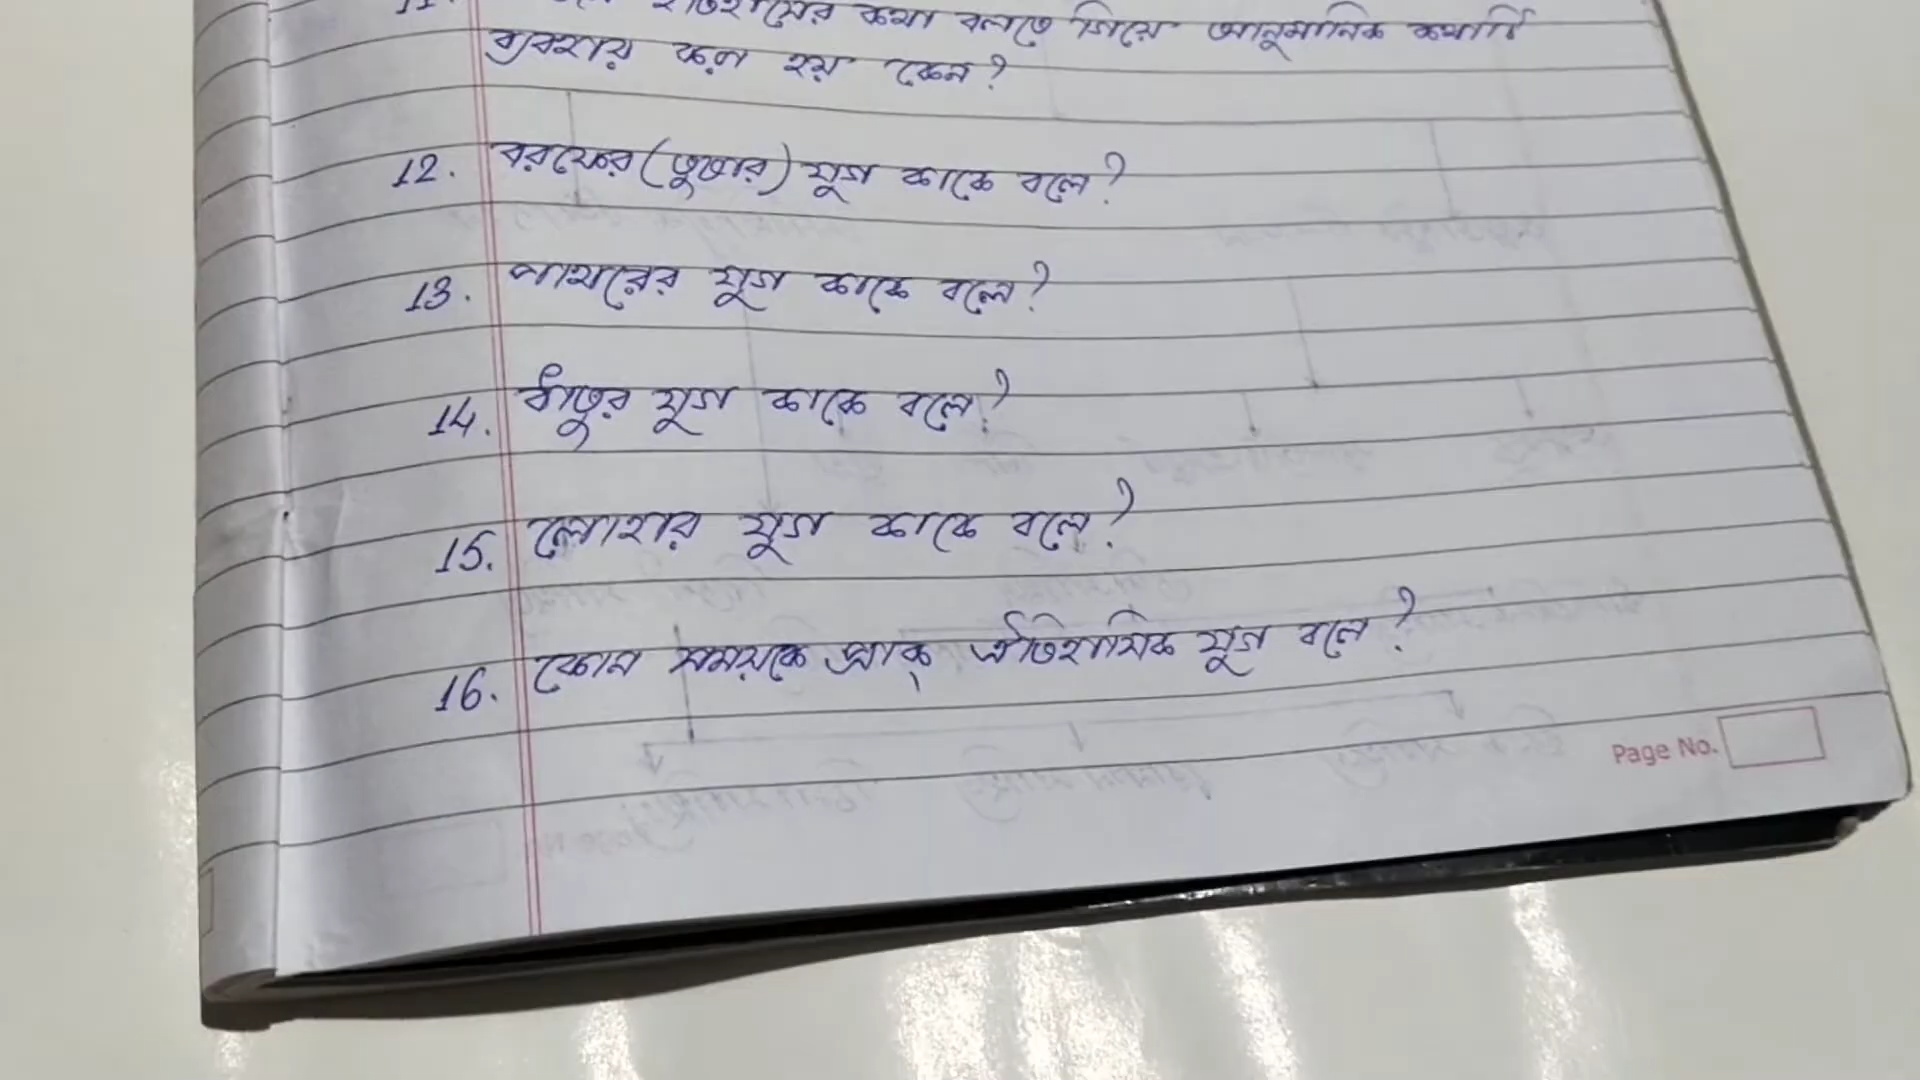 11. ইতিহাসের কথা বলতে গিয়ে আনুমানিক কথাটি
ব্যবহার করা হয় কেন?
12. বরফের (তুষার) যুগ কাকে বলে?
13. পাথরের যুগ কাকে বলে?
14. ধাতুর যুগ কাকে বলে?
15. লোহার যুগ কাকে বলে?
16. কোন সময়কে প্রাক্ ঐতিহাসিক যুগ বলে?
Page No.